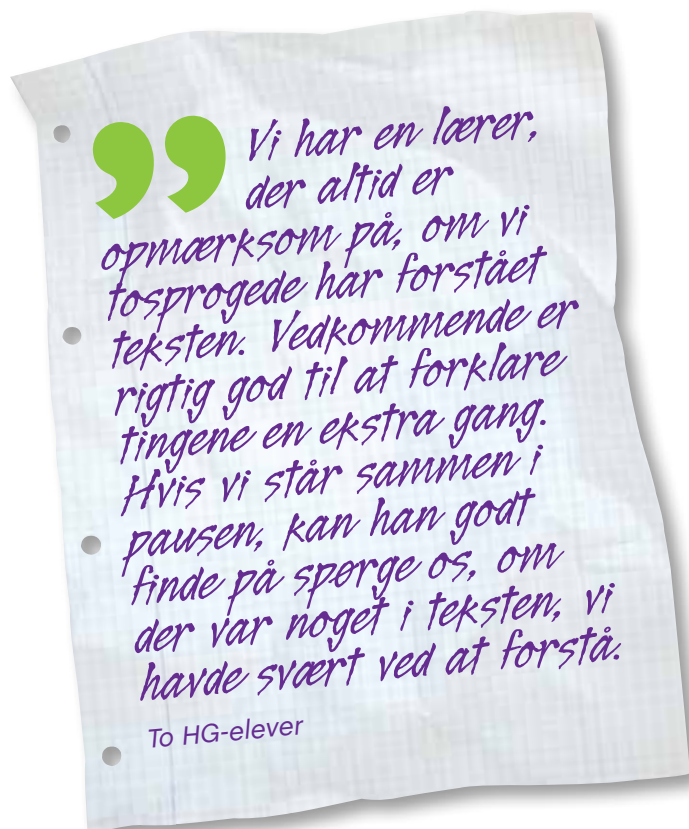 ” Vi har en lærer,
der altid er
opmærksom på, om vi
tosprogede har forstået
teksten. Vedkommende er
rigtig god til at forklare
tingene en ekstra gang.
Hvis vi står sammen i
pausen, kan han godt
finde på spørge os, om
der var noget i teksten, vi
havde svært ved at forstå.
To HG-elever